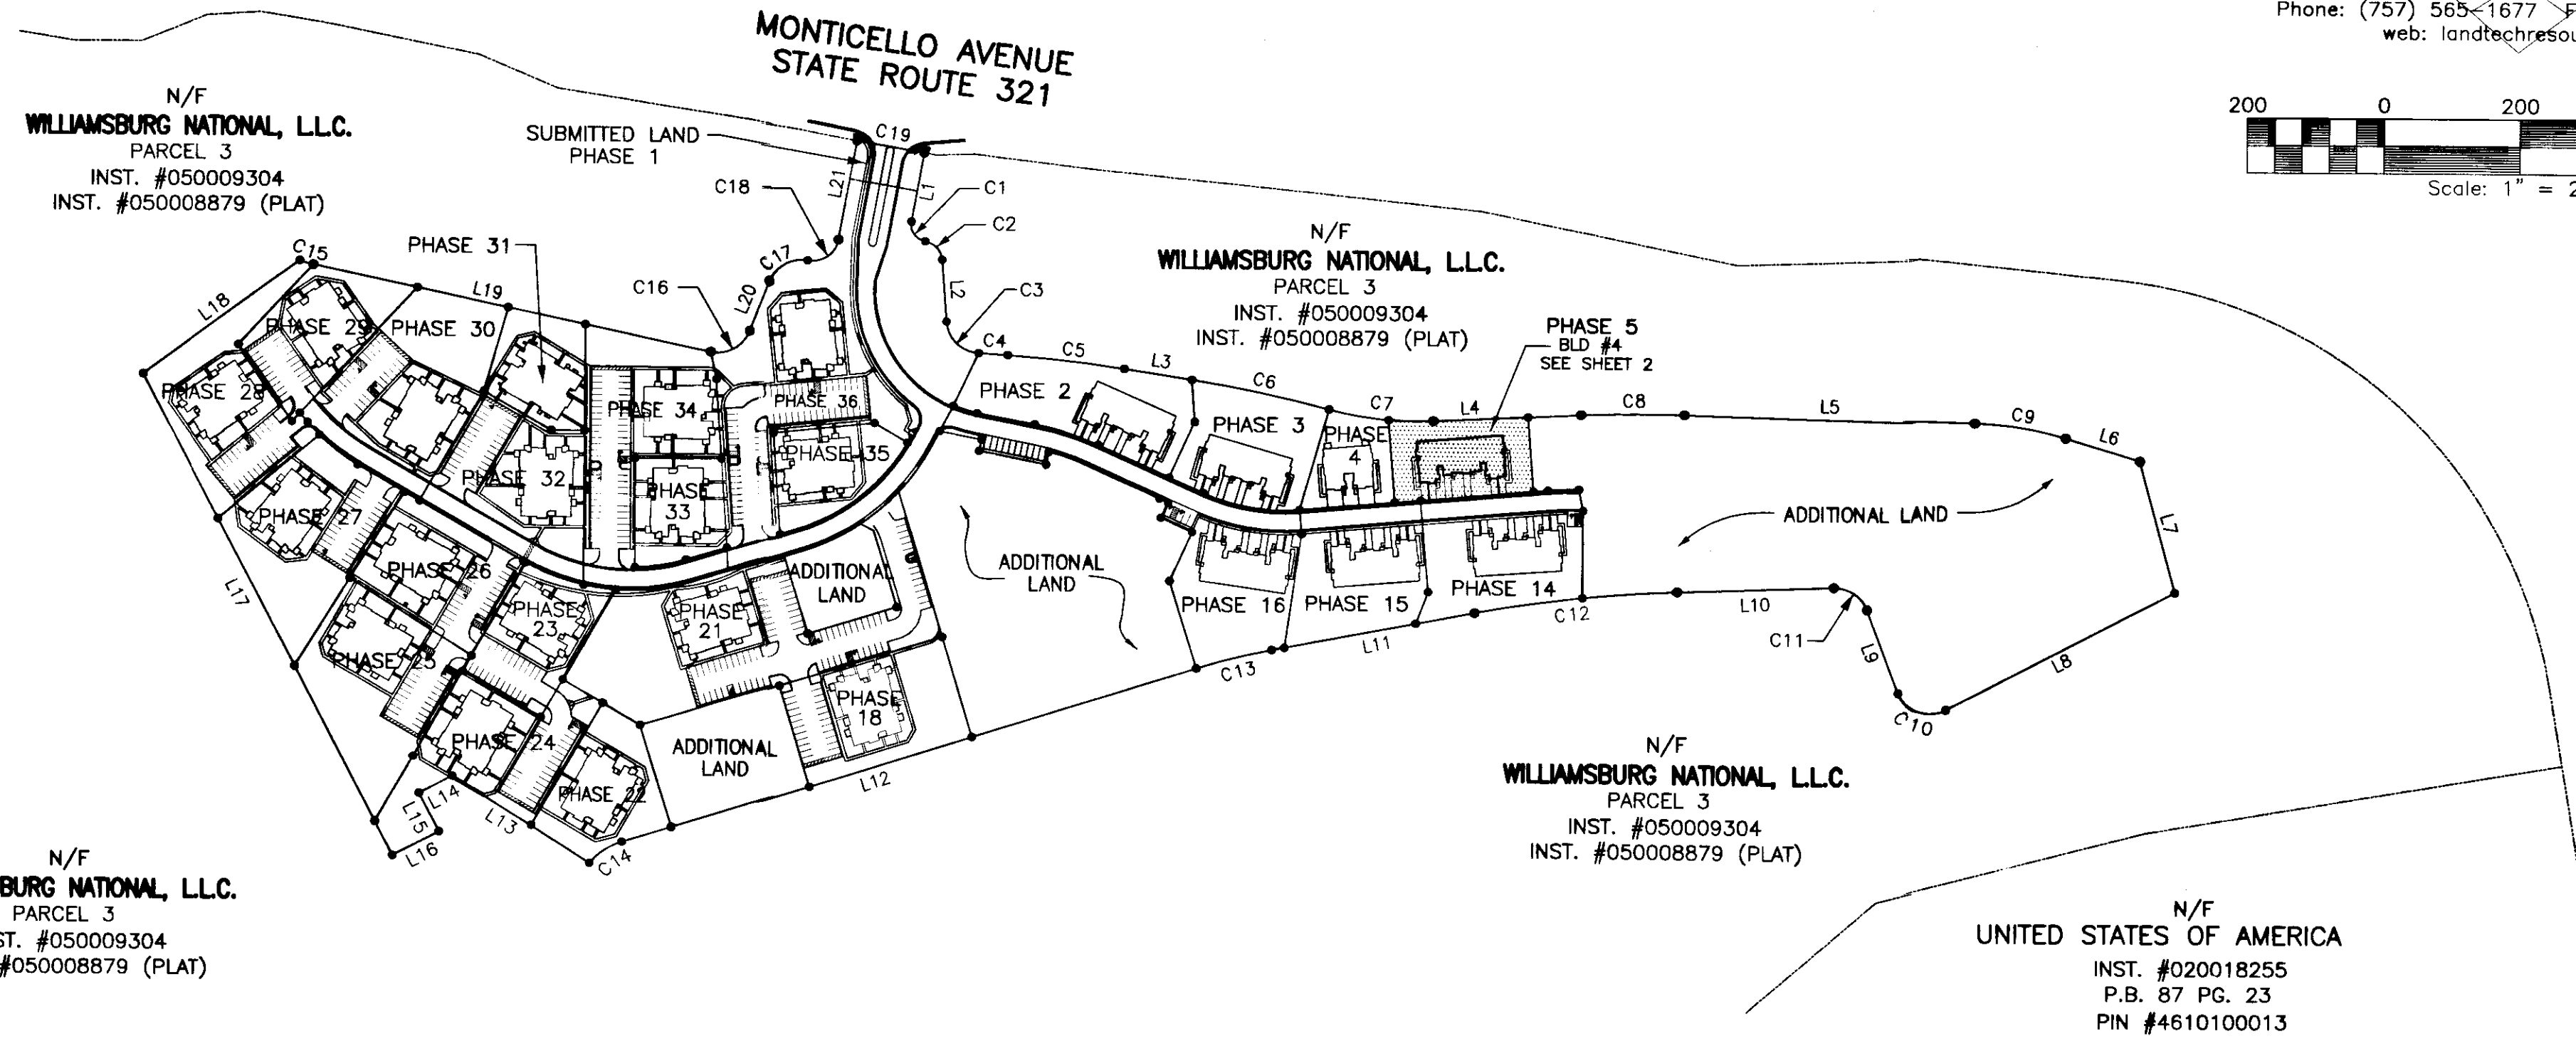 Phone: (757) 565-1677 F
web: landtechresou
MONTICELLO AVENUE
STATE ROUTE 321
200 0 200
Scale: 1" = 2
N/F
WILLIAMSBURG NATIONAL, L.L.C.
PARCEL 3
INST. #050009304
INST. #050008879 (PLAT)
SUBMITTED LAND
PHASE 1
C19
L21
L1
C18
C1
C2
C17
C16
L20
L2
C3
N/F
WILLIAMSBURG NATIONAL, L.L.C.
PARCEL 3
INST. #050009304
INST. #050008879 (PLAT)
PHASE 5
BLD #4
SEE SHEET 2
C15
PHASE 31
L18
L19
PHASE 29
PHASE 30
PHASE 28
PHASE 34
PHASE 36
PHASE 35
PHASE 32
PHASE
33
PHASE 27
PHASE 26
PHASE
23
PHASE 25
PHASE
21
ADDITIONAL
LAND
PHASE
18
PHASE 24
PHASE 22
ADDITIONAL
LAND
L17
L14
L15
L16
L13
C14
L12
C4
C5
L3
C6
C7
L4
C8
L5
C9
L6
PHASE 2
PHASE 3
PHASE
4
ADDITIONAL
LAND
ADDITIONAL LAND
L7
PHASE 16
PHASE 15
PHASE 14
C13
L11
C12
L10
C11
L9
C10
L8
N/F
WILLIAMSBURG NATIONAL, L.L.C.
PARCEL 3
INST. #050009304
INST. #050008879 (PLAT)
N/F
BURG NATIONAL, L.L.C.
PARCEL 3
ST. #050009304
#050008879 (PLAT)
N/F
UNITED STATES OF AMERICA
INST. #020018255
P.B. 87 PG. 23
PIN #4610100013